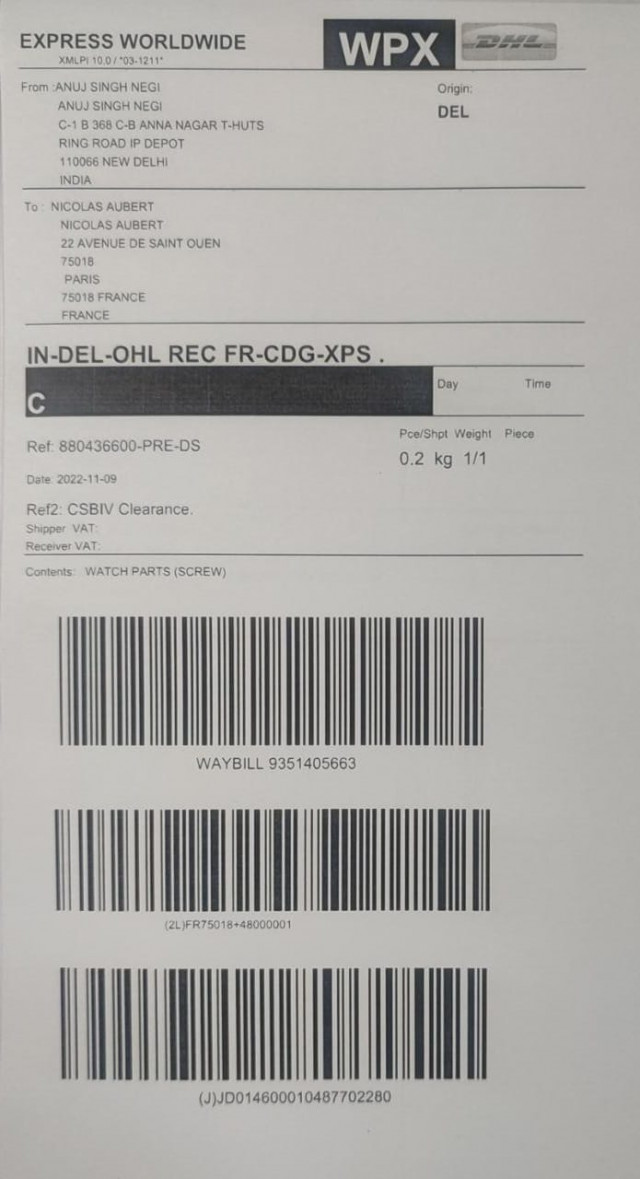 EXPRESS WORLDWIDE
XMLPI 10.0 / *03-1211*
WPX
DHL
From : ANUJ SINGH NEGI
ANUJ SINGH NEGI
C-1 B 368 C-B ANNA NAGAR T-HUTS
RING ROAD IP DEPOT
110066 NEW DELHI
INDIA
Origin:
DEL
To : NICOLAS AUBERT
NICOLAS AUBERT
22 AVENUE DE SAINT OUEN
75018
PARIS
75018 FRANCE
FRANCE
IN-DEL-OHL REC FR-CDG-XPS .
C
Day Time
Ref: 880436600-PRE-DS
Pce/Shpt Weight Piece
0.2 kg 1/1
Date: 2022-11-09
Ref2: CSBIV Clearance.
Shipper VAT:
Receiver VAT:
Contents: WATCH PARTS (SCREW)
WAYBILL 9351405663
(2L)FR75018+48000001
(J)JD014600010487702280